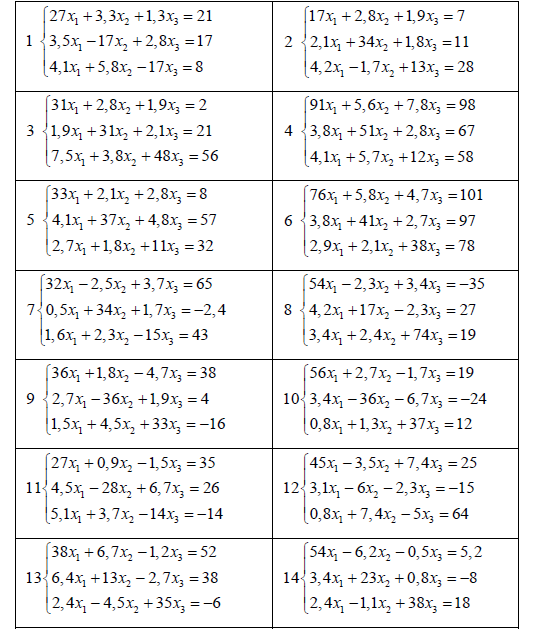 1
27x₁ + 3,3x₂ + 1,3x₃ = 21
3,5x₁ − 17x₂ + 2,8x₃ = 17
4,1x₁ + 5,8x₂ − 17x₃ = 8
2
17x₁ + 2,8x₂ + 1,9x₃ = 7
2,1x₁ + 34x₂ + 1,8x₃ = 11
4,2x₁ − 1,7x₂ + 13x₃ = 28
3
31x₁ + 2,8x₂ + 1,9x₃ = 2
1,9x₁ + 31x₂ + 2,1x₃ = 21
7,5x₁ + 3,8x₂ + 48x₃ = 56
4
91x₁ + 5,6x₂ + 7,8x₃ = 98
3,8x₁ + 51x₂ + 2,8x₃ = 67
4,1x₁ + 5,7x₂ + 12x₃ = 58
5
33x₁ + 2,1x₂ + 2,8x₃ = 8
4,1x₁ + 37x₂ + 4,8x₃ = 57
2,7x₁ + 1,8x₂ + 11x₃ = 32
6
76x₁ + 5,8x₂ + 4,7x₃ = 101
3,8x₁ + 41x₂ + 2,7x₃ = 97
2,9x₁ + 2,1x₂ + 38x₃ = 78
7
32x₁ − 2,5x₂ + 3,7x₃ = 65
0,5x₁ + 34x₂ + 1,7x₃ = −2,4
1,6x₁ + 2,3x₂ − 15x₃ = 43
8
54x₁ − 2,3x₂ + 3,4x₃ = −35
4,2x₁ + 17x₂ − 2,3x₃ = 27
3,4x₁ + 2,4x₂ + 74x₃ = 19
9
36x₁ + 1,8x₂ − 4,7x₃ = 38
2,7x₁ − 36x₂ + 1,9x₃ = 4
1,5x₁ + 4,5x₂ + 33x₃ = −16
10
56x₁ + 2,7x₂ − 1,7x₃ = 19
3,4x₁ − 36x₂ − 6,7x₃ = −24
0,8x₁ + 1,3x₂ + 37x₃ = 12
11
27x₁ + 0,9x₂ − 1,5x₃ = 35
4,5x₁ − 28x₂ + 6,7x₃ = 26
5,1x₁ + 3,7x₂ − 14x₃ = −14
12
45x₁ − 3,5x₂ + 7,4x₃ = 25
3,1x₁ − 6x₂ − 2,3x₃ = −15
0,8x₁ + 7,4x₂ − 5x₃ = 64
13
38x₁ + 6,7x₂ − 1,2x₃ = 52
6,4x₁ + 13x₂ − 2,7x₃ = 38
2,4x₁ − 4,5x₂ + 35x₃ = −6
14
54x₁ − 6,2x₂ − 0,5x₃ = 5,2
3,4x₁ + 23x₂ + 0,8x₃ = −8
2,4x₁ − 1,1x₂ + 38x₃ = 18